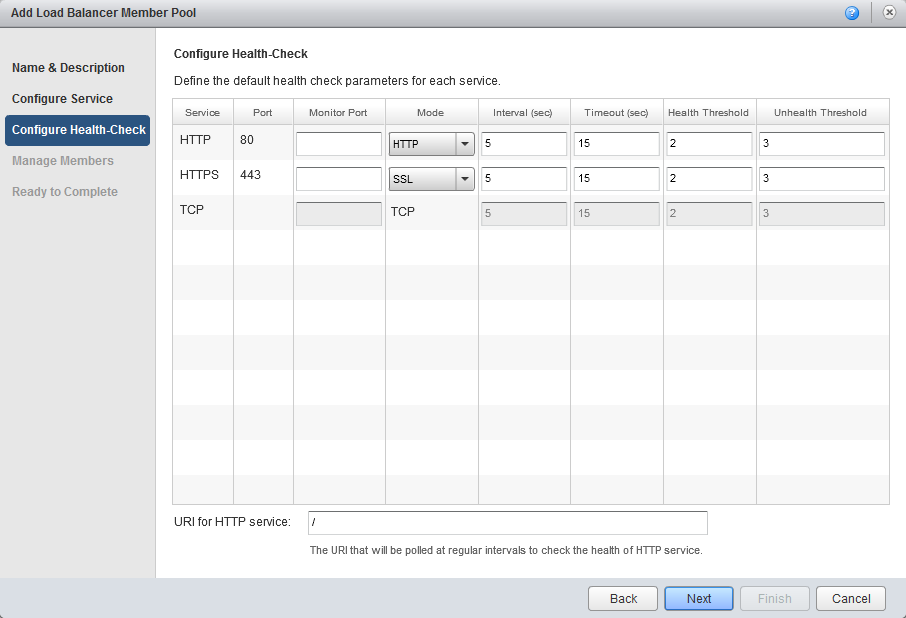 Add Load Balancer Member Pool
?
Name & Description
Configure Service
Configure Health-Check
Manage Members
Ready to Complete
Configure Health-Check
Define the default health check parameters for each service.
Service Port Monitor Port Mode Interval (sec) Timeout (sec) Health Threshold Unhealth Threshold
HTTP 80 HTTP 5 15 2 3
HTTPS 443 SSL 5 15 2 3
TCP TCP 5 15 2 3
URI for HTTP service: /
The URI that will be polled at regular intervals to check the health of HTTP service.
Back Next Finish Cancel